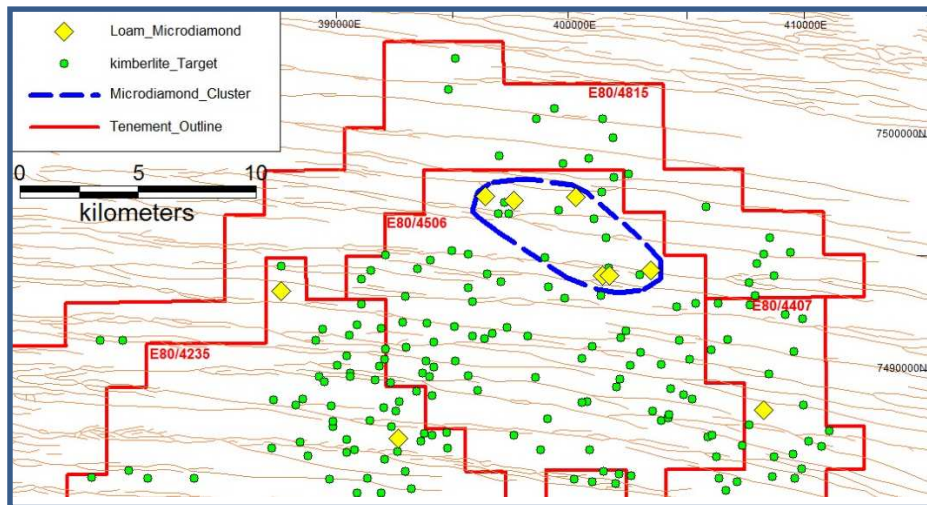 390000E
400000E
410000E
Loam_Microdiamond
kimberlite_Target
Microdiamond_Cluster
Tenement_Outline
E80/4815
7500000N
0 5 10
kilometers
E80/4506
E80/4407
E80/4235
7490000N